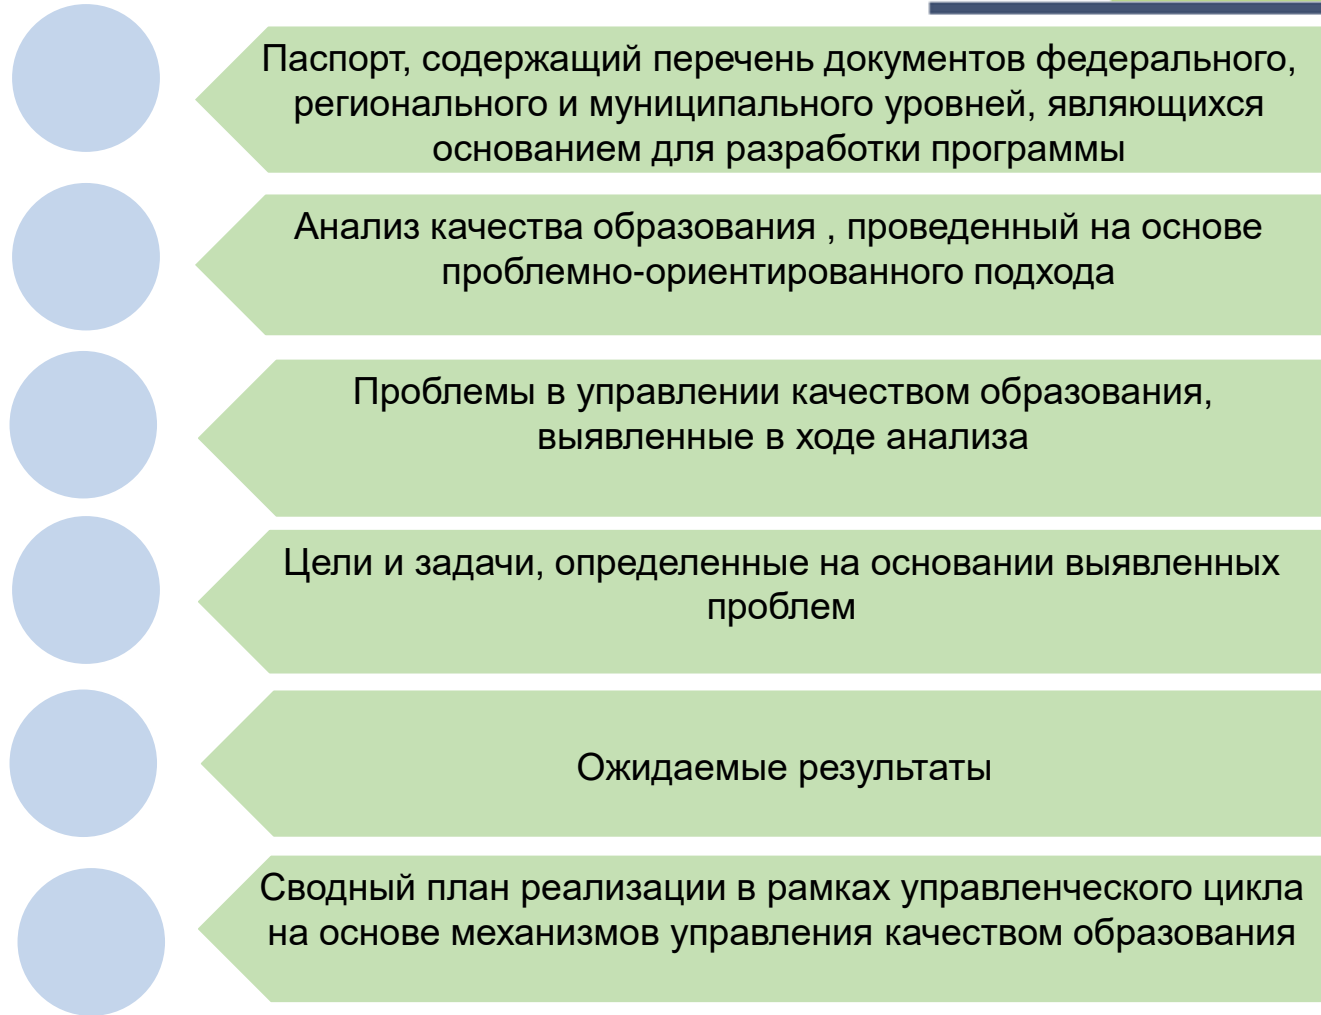 Паспорт, содержащий перечень документов федерального,
регионального и муниципального уровней, являющихся
основанием для разработки программы
Анализ качества образования , проведенный на основе
проблемно-ориентированного подхода
Проблемы в управлении качеством образования,
выявленные в ходе анализа
Цели и задачи, определенные на основании выявленных
проблем
Ожидаемые результаты
Сводный план реализации в рамках управленческого цикла
на основе механизмов управления качеством образования